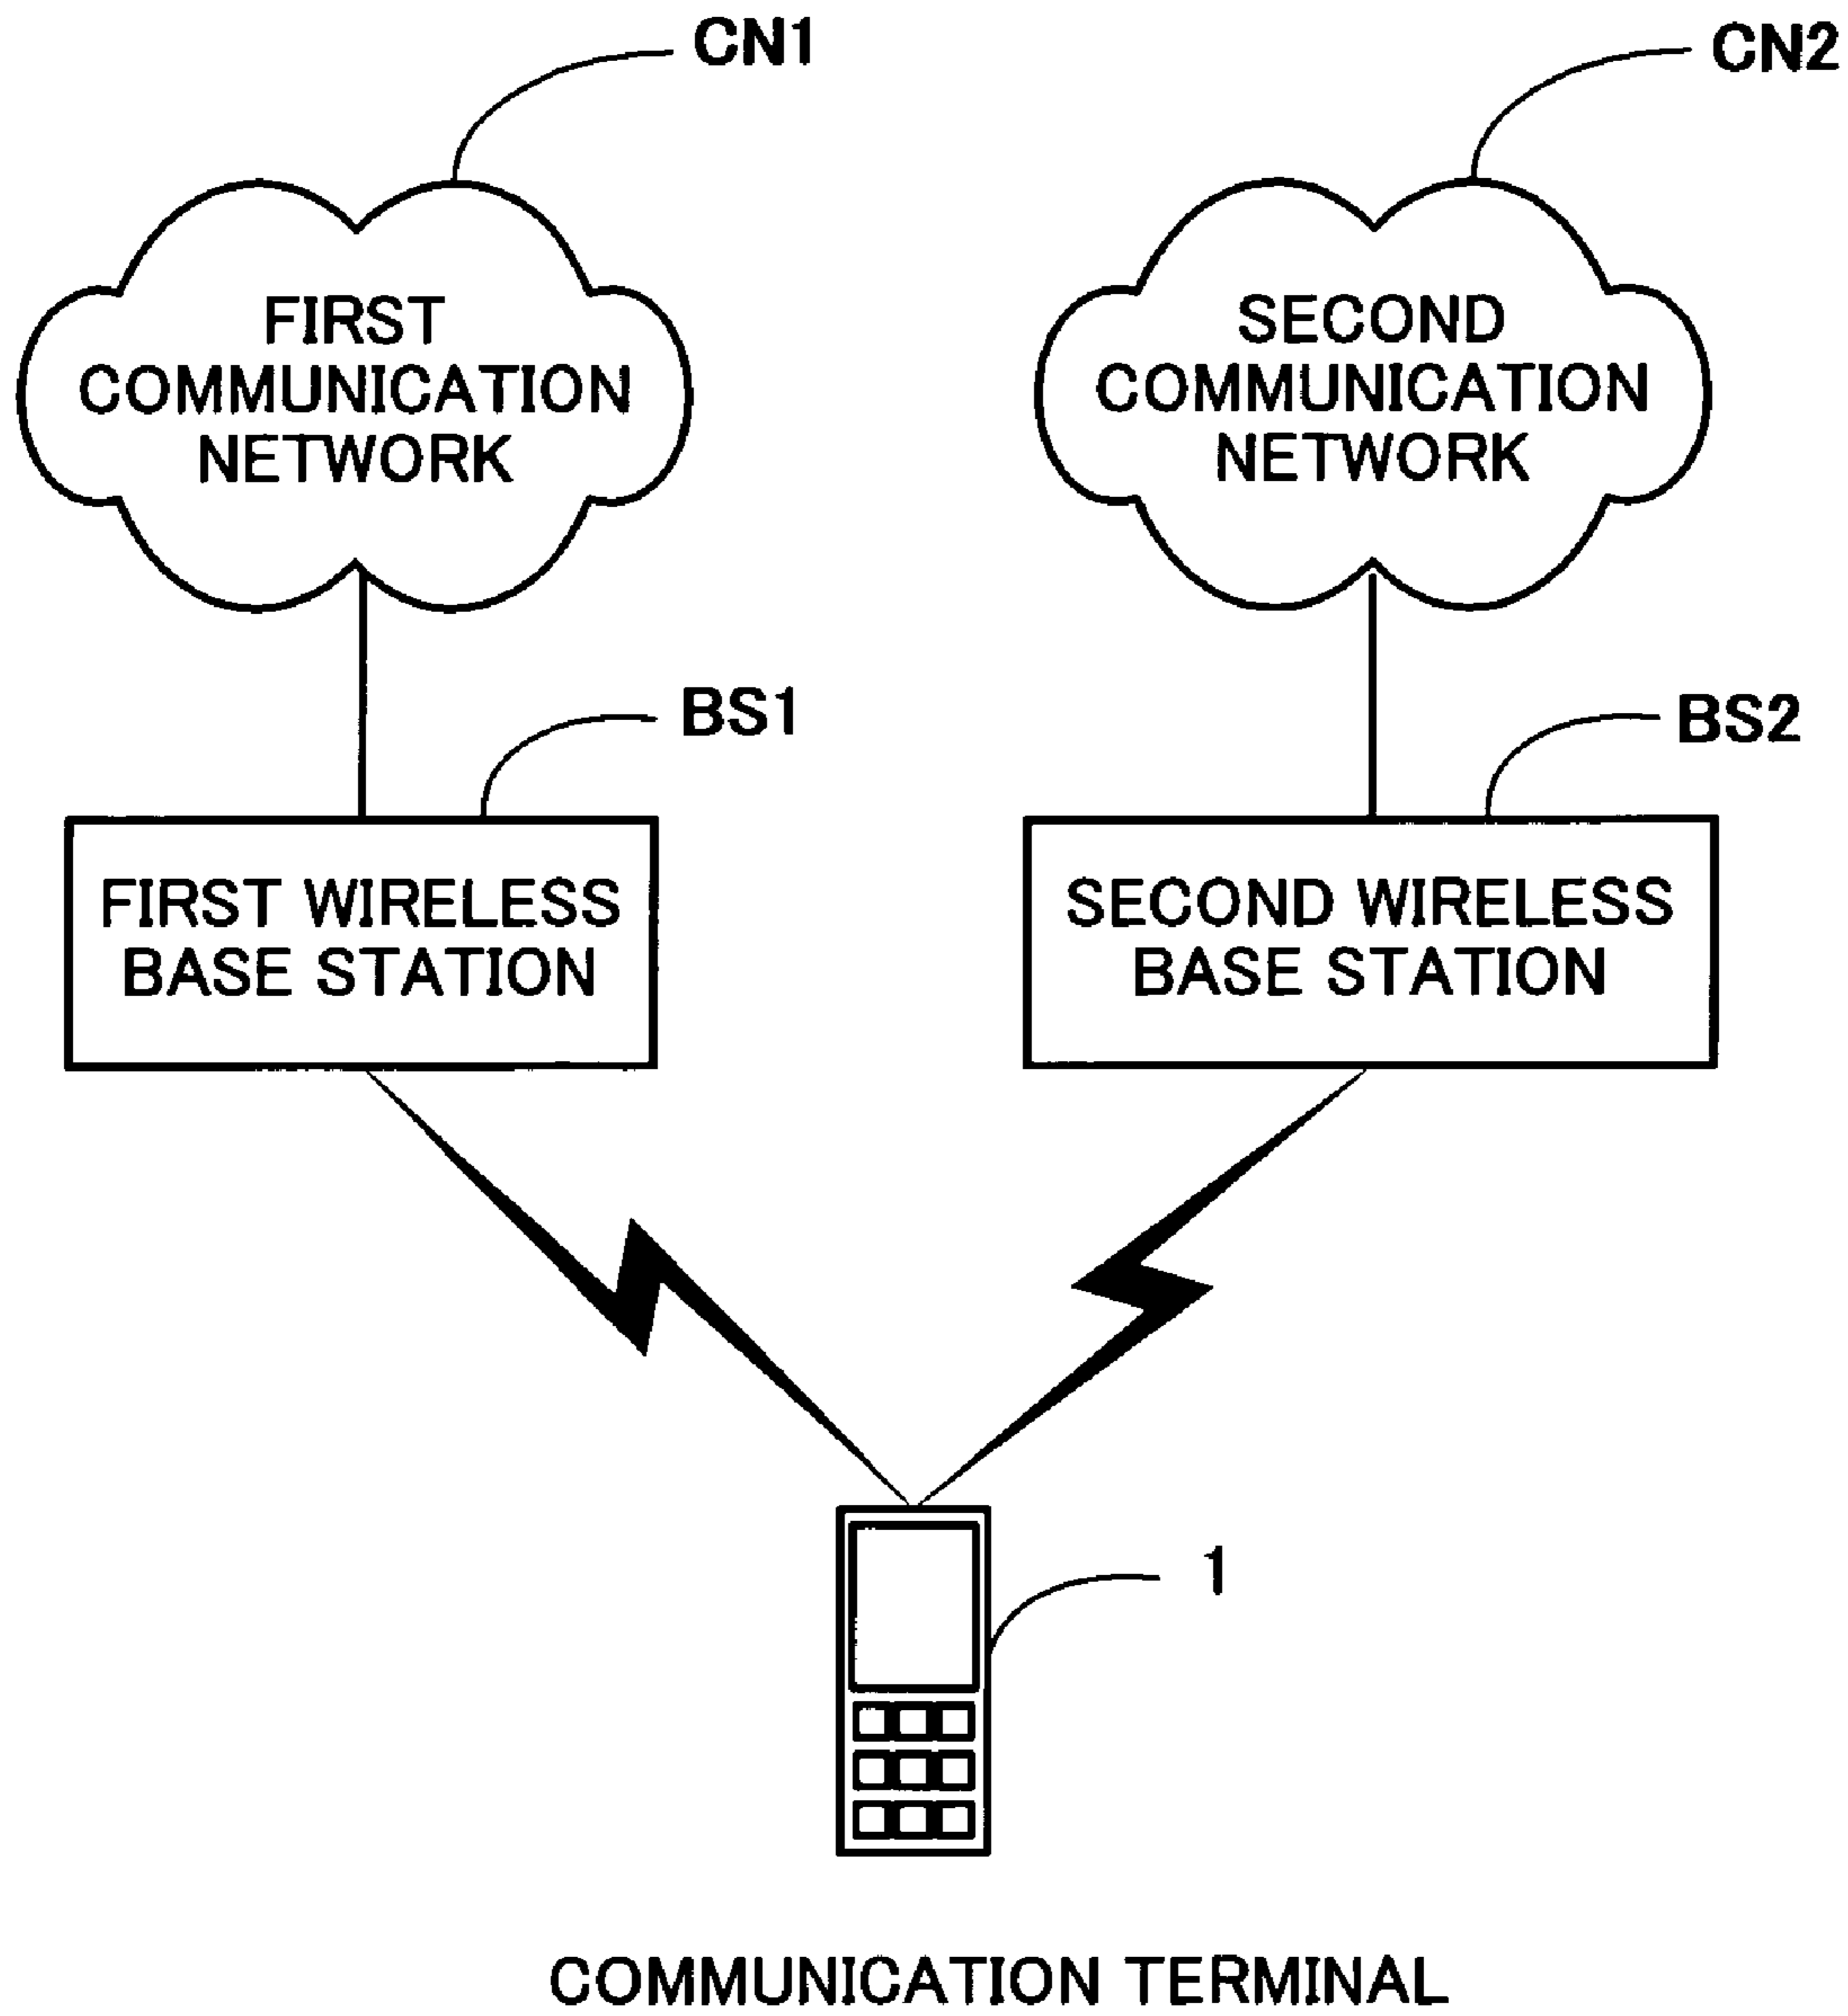 CN1
CN2
FIRST
COMMUNICATION
NETWORK
SECOND
COMMUNICATION
NETWORK
BS1
BS2
FIRST WIRELESS
BASE STATION
SECOND WIRELESS
BASE STATION
1
COMMUNICATION TERMINAL